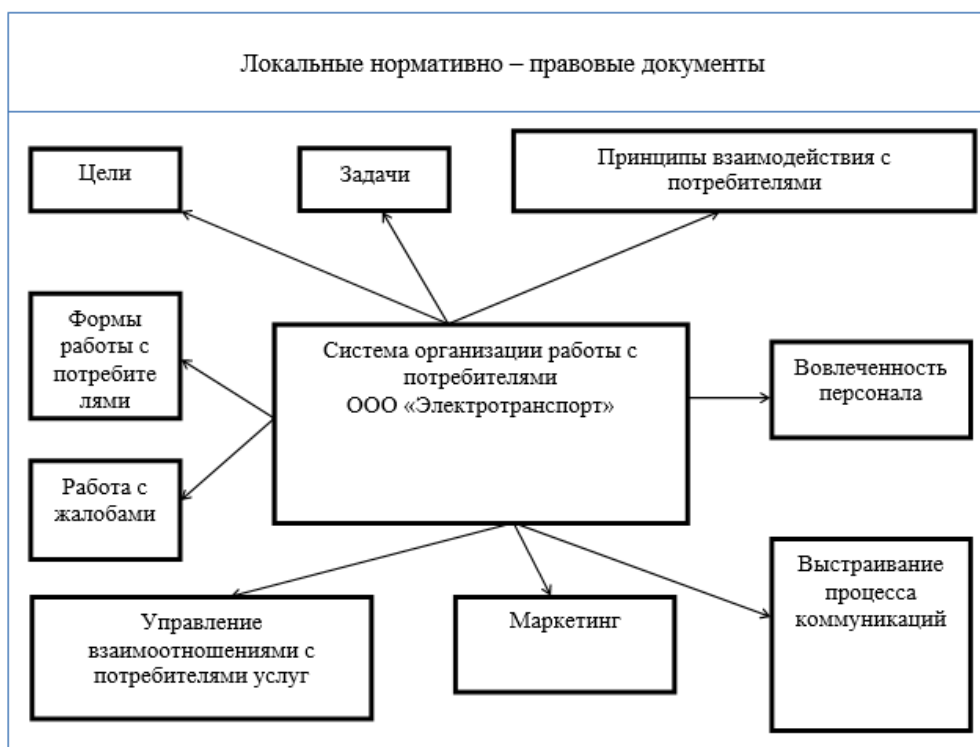 Локальные нормативно – правовые документы
Цели
Задачи
Принципы взаимодействия с
потребителями
Формы
работы с
потребите
лями
Система организации работы с
потребителями
ООО «Электротранспорт»
Вовлеченность
персонала
Работа с
жалобами
Управление
взаимоотношениями с
потребителями услуг
Маркетинг
Выстраивание
процесса
коммуникаций